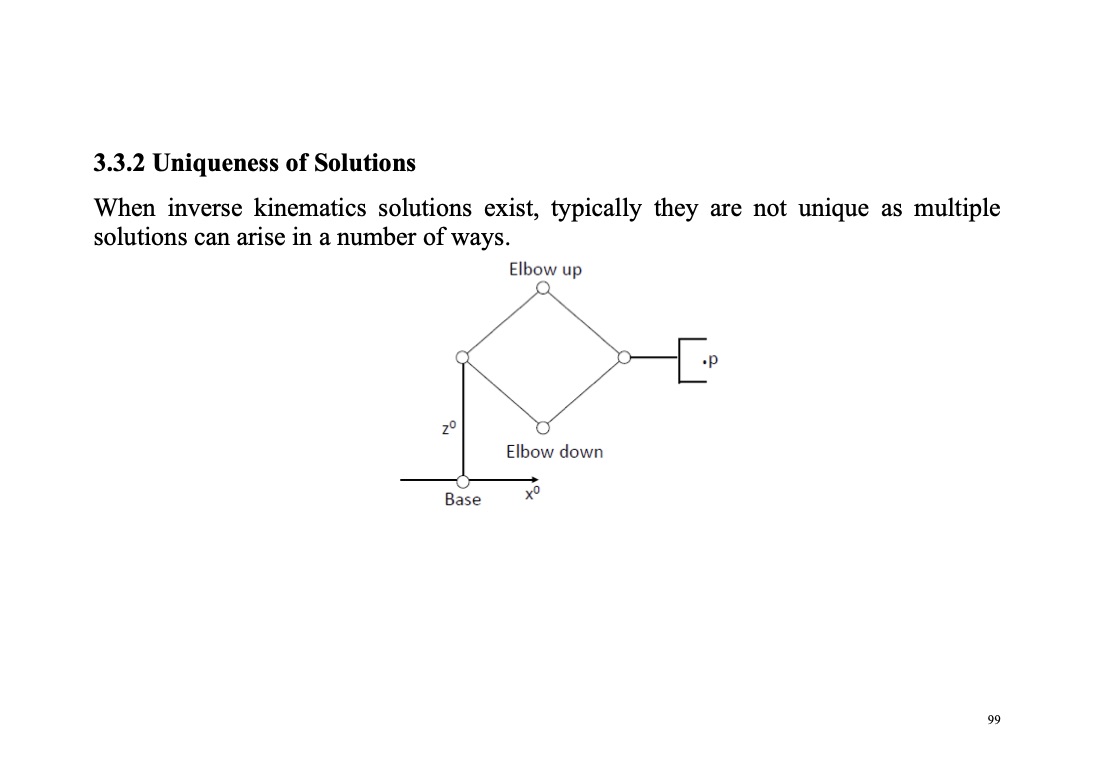 3.3.2 Uniqueness of Solutions
When inverse kinematics solutions exist, typically they are not unique as multiple
solutions can arise in a number of ways.
Elbow up
.p
z⁰
Elbow down
x⁰
Base
99